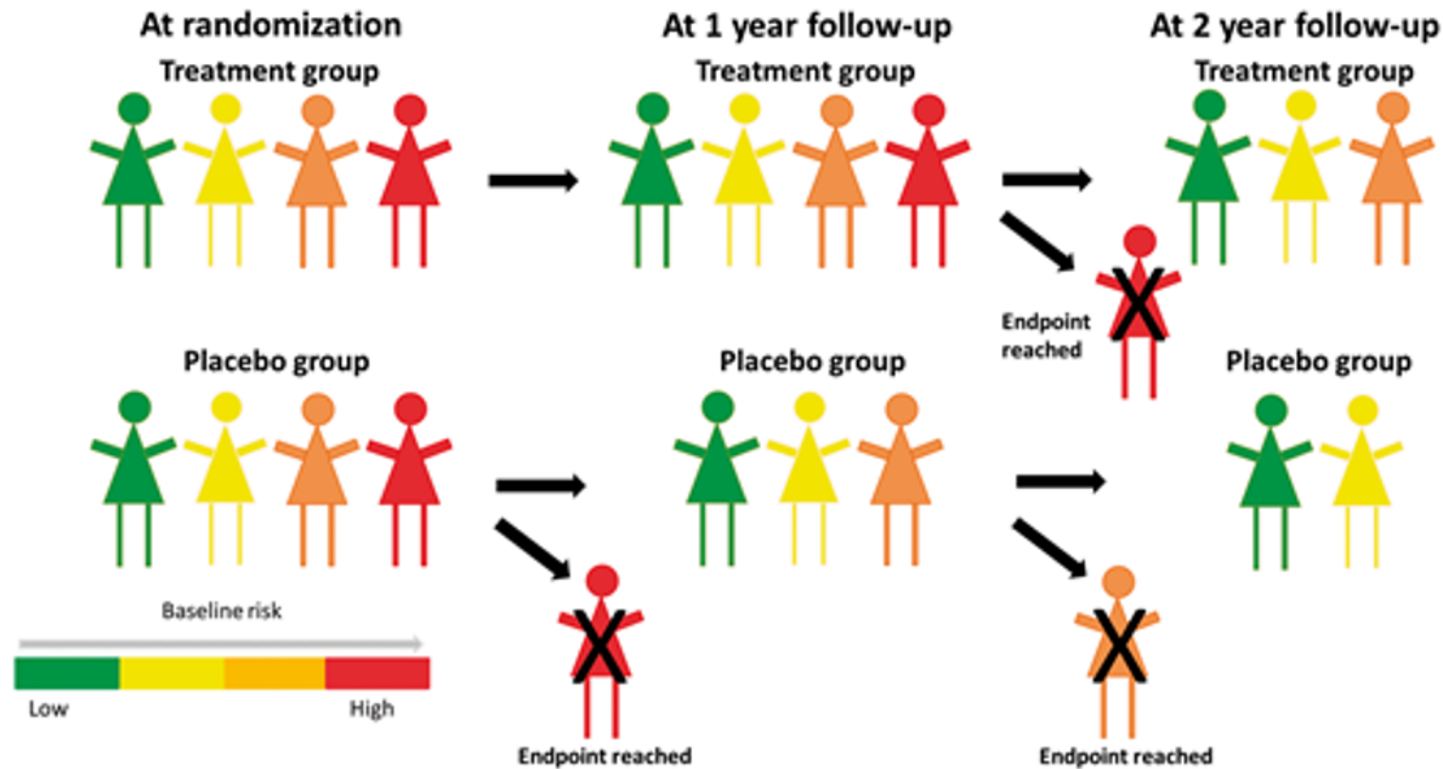 At randomization
At 1 year follow-up
At 2 year follow-up
Treatment group
Treatment group
Treatment group
Endpoint
reached
Placebo group
Placebo group
Placebo group
Baseline risk
Low
High
Endpoint reached
Endpoint reached